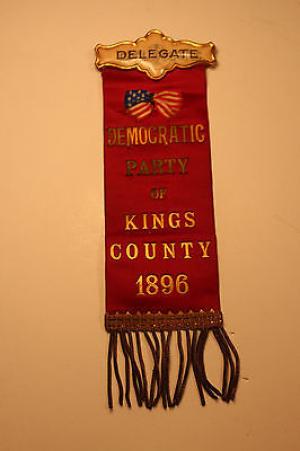 DELEGATE
DEMOCRATIC
PARTY
OF
KINGS
COUNTY
1896